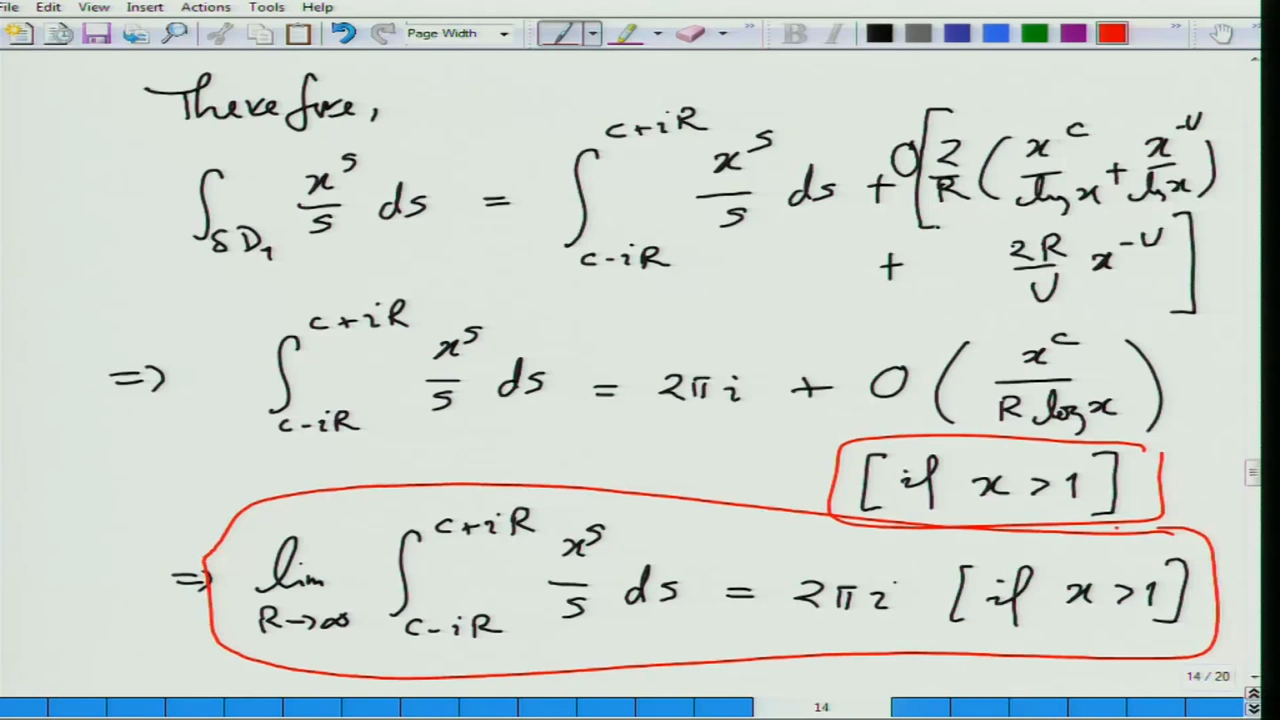 File Edit View Insert Actions Tools Help
Page Width B I
Therefore,
∫_{δD₁} x^s/s ds = ∫_{c-iR}^{c+iR} x^s/s ds + O[ 2/R ( x^c/log x + x^{-U}/log x )
+ 2R/U x^{-U} ]
=> ∫_{c-iR}^{c+iR} x^s/s ds = 2πi + O( x^c / R log x )
[if x > 1]
=> lim_{R→∞} ∫_{c-iR}^{c+iR} x^s/s ds = 2πi [if x > 1]
14 / 20
14